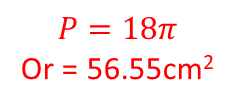 P = 18π
Or = 56.55cm²